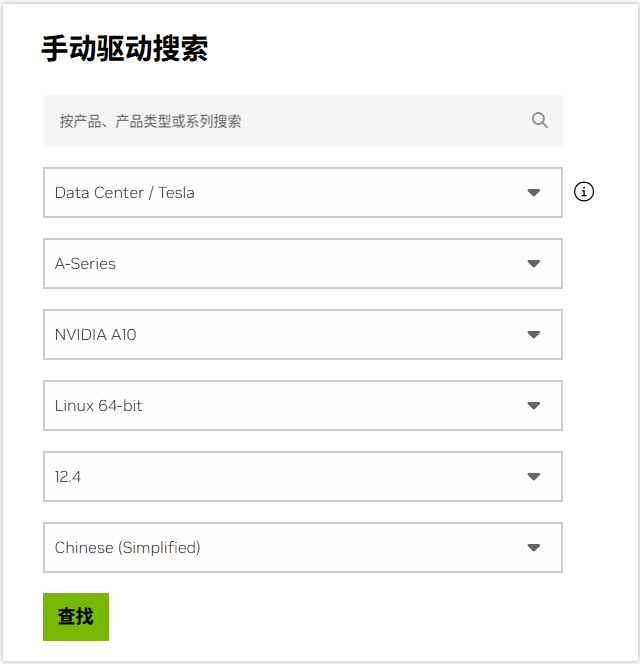 手动驱动搜索
按产品、产品类型或系列搜索
Data Center / Tesla
A-Series
NVIDIA A10
Linux 64-bit
12.4
Chinese (Simplified)
查找